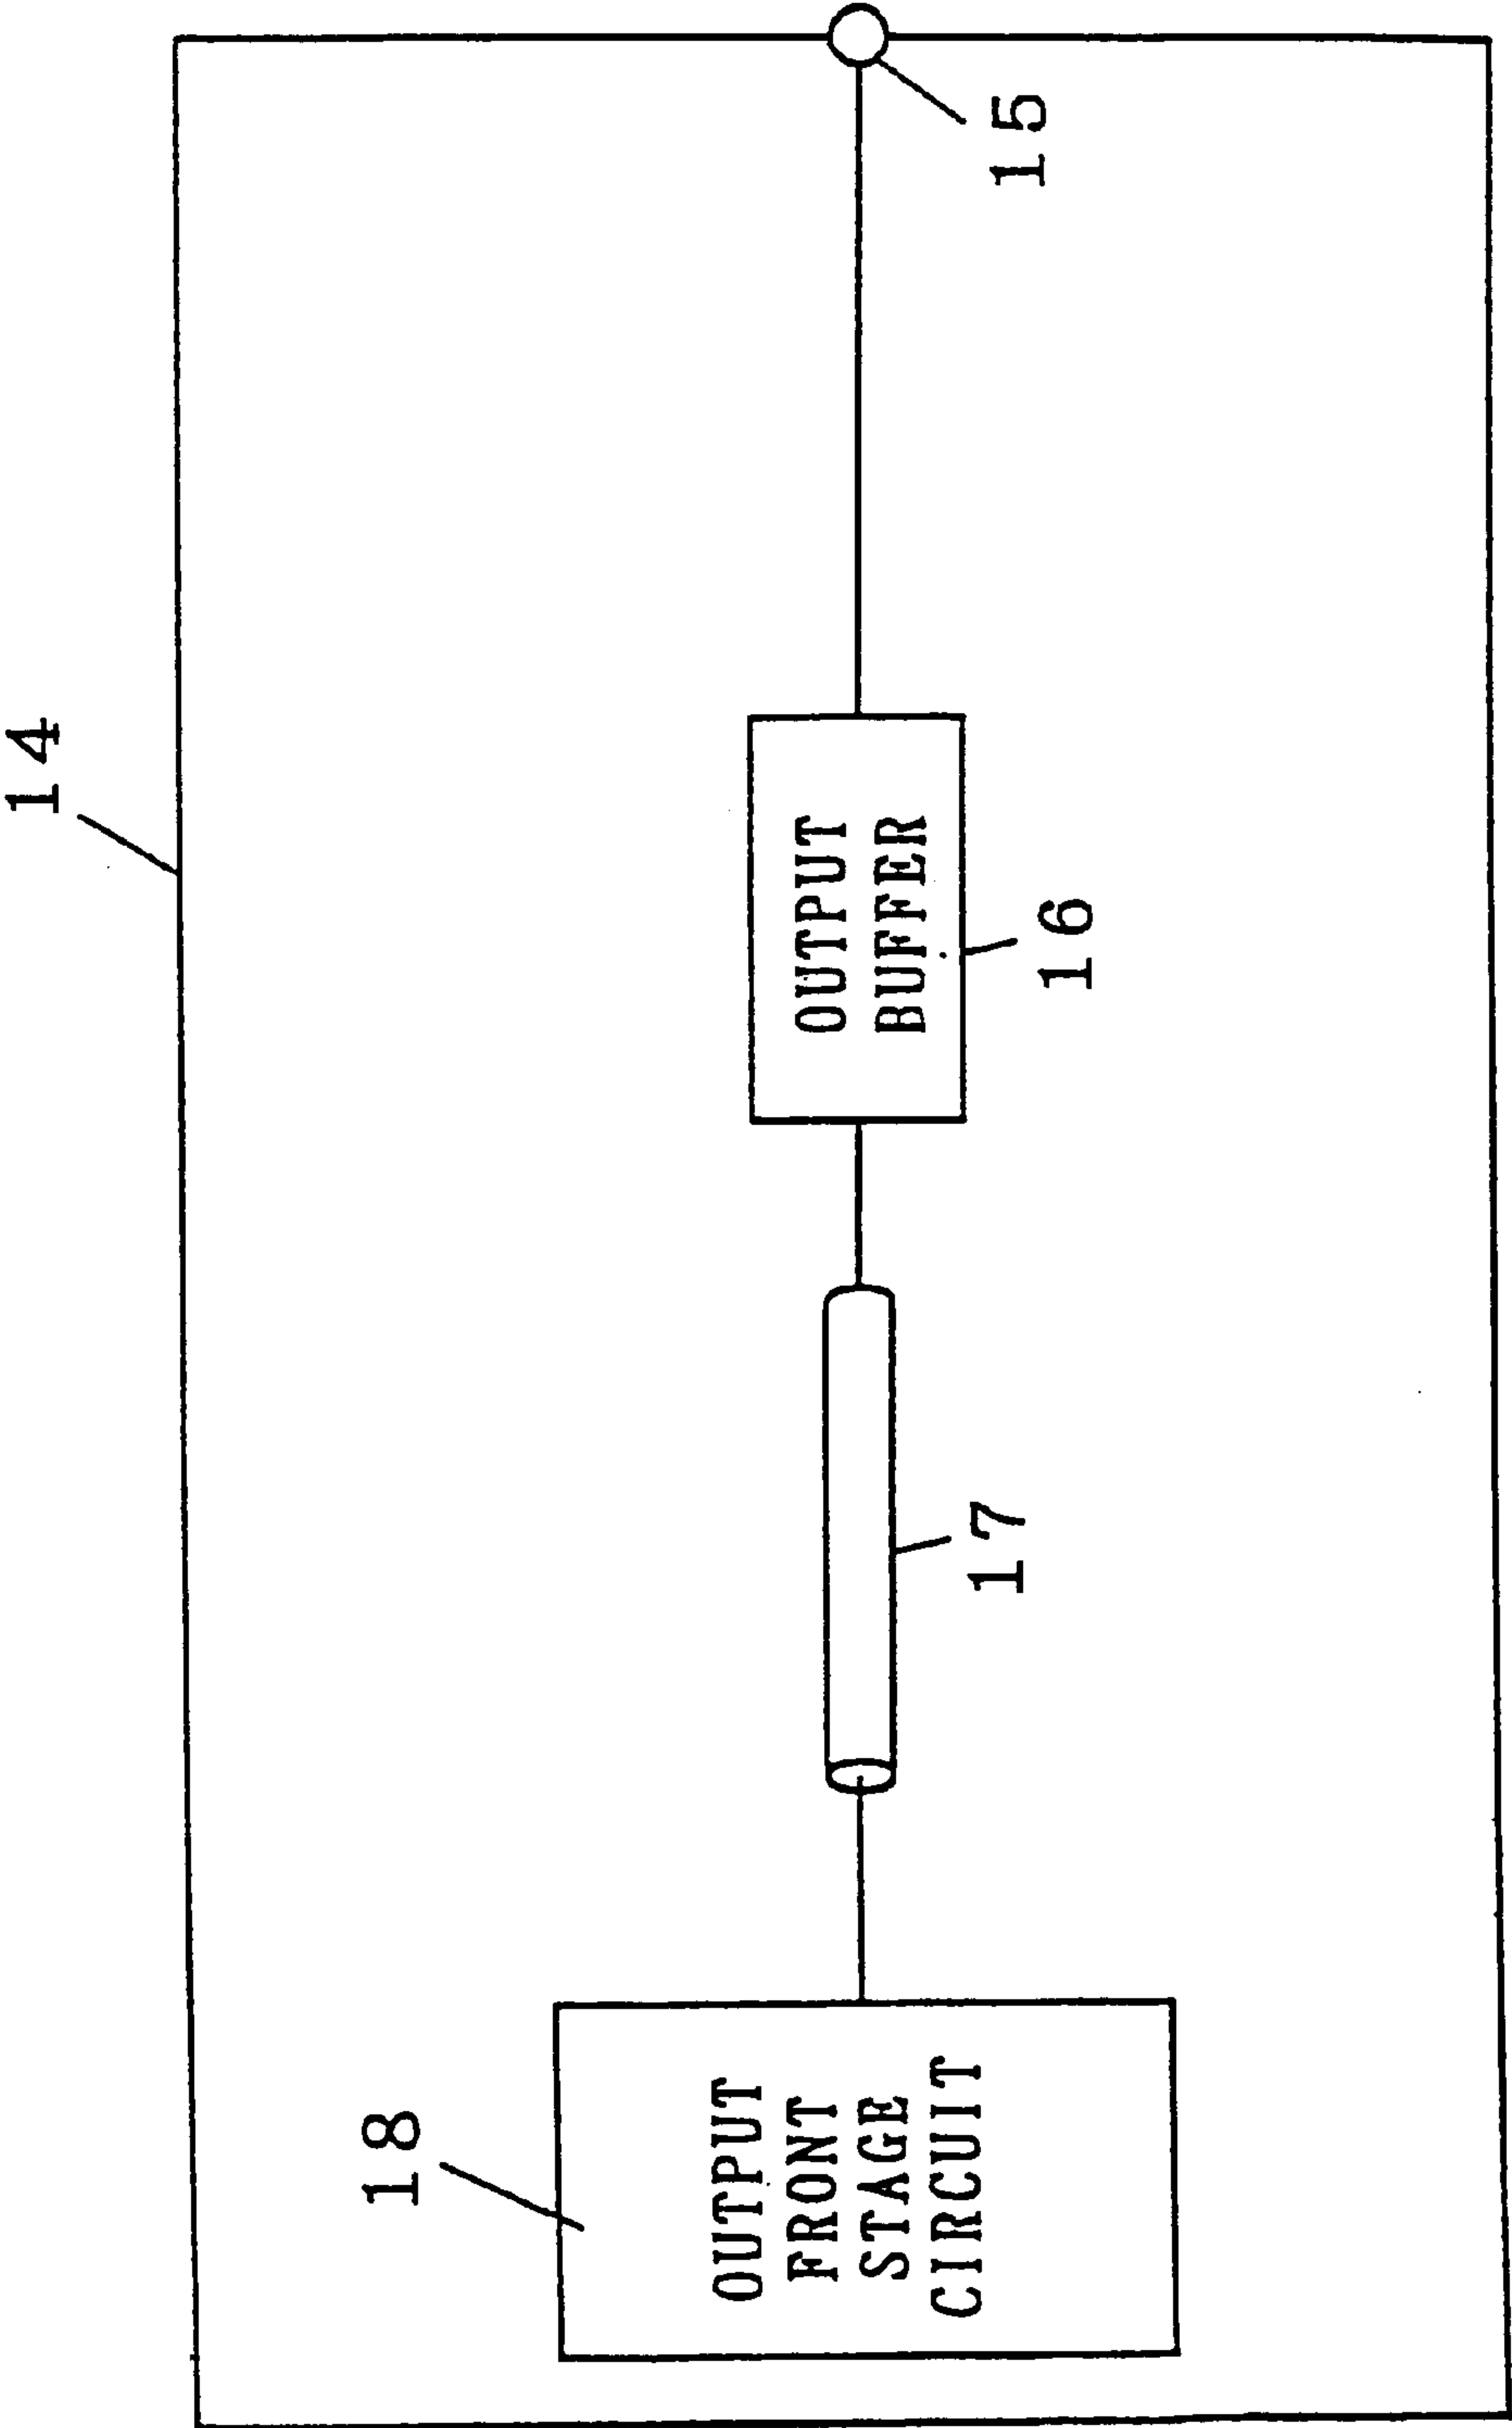 14
18
OUTPUT
FRONT
STAGE
CIRCUIT
17
OUTPUT
BUFFER
16
15